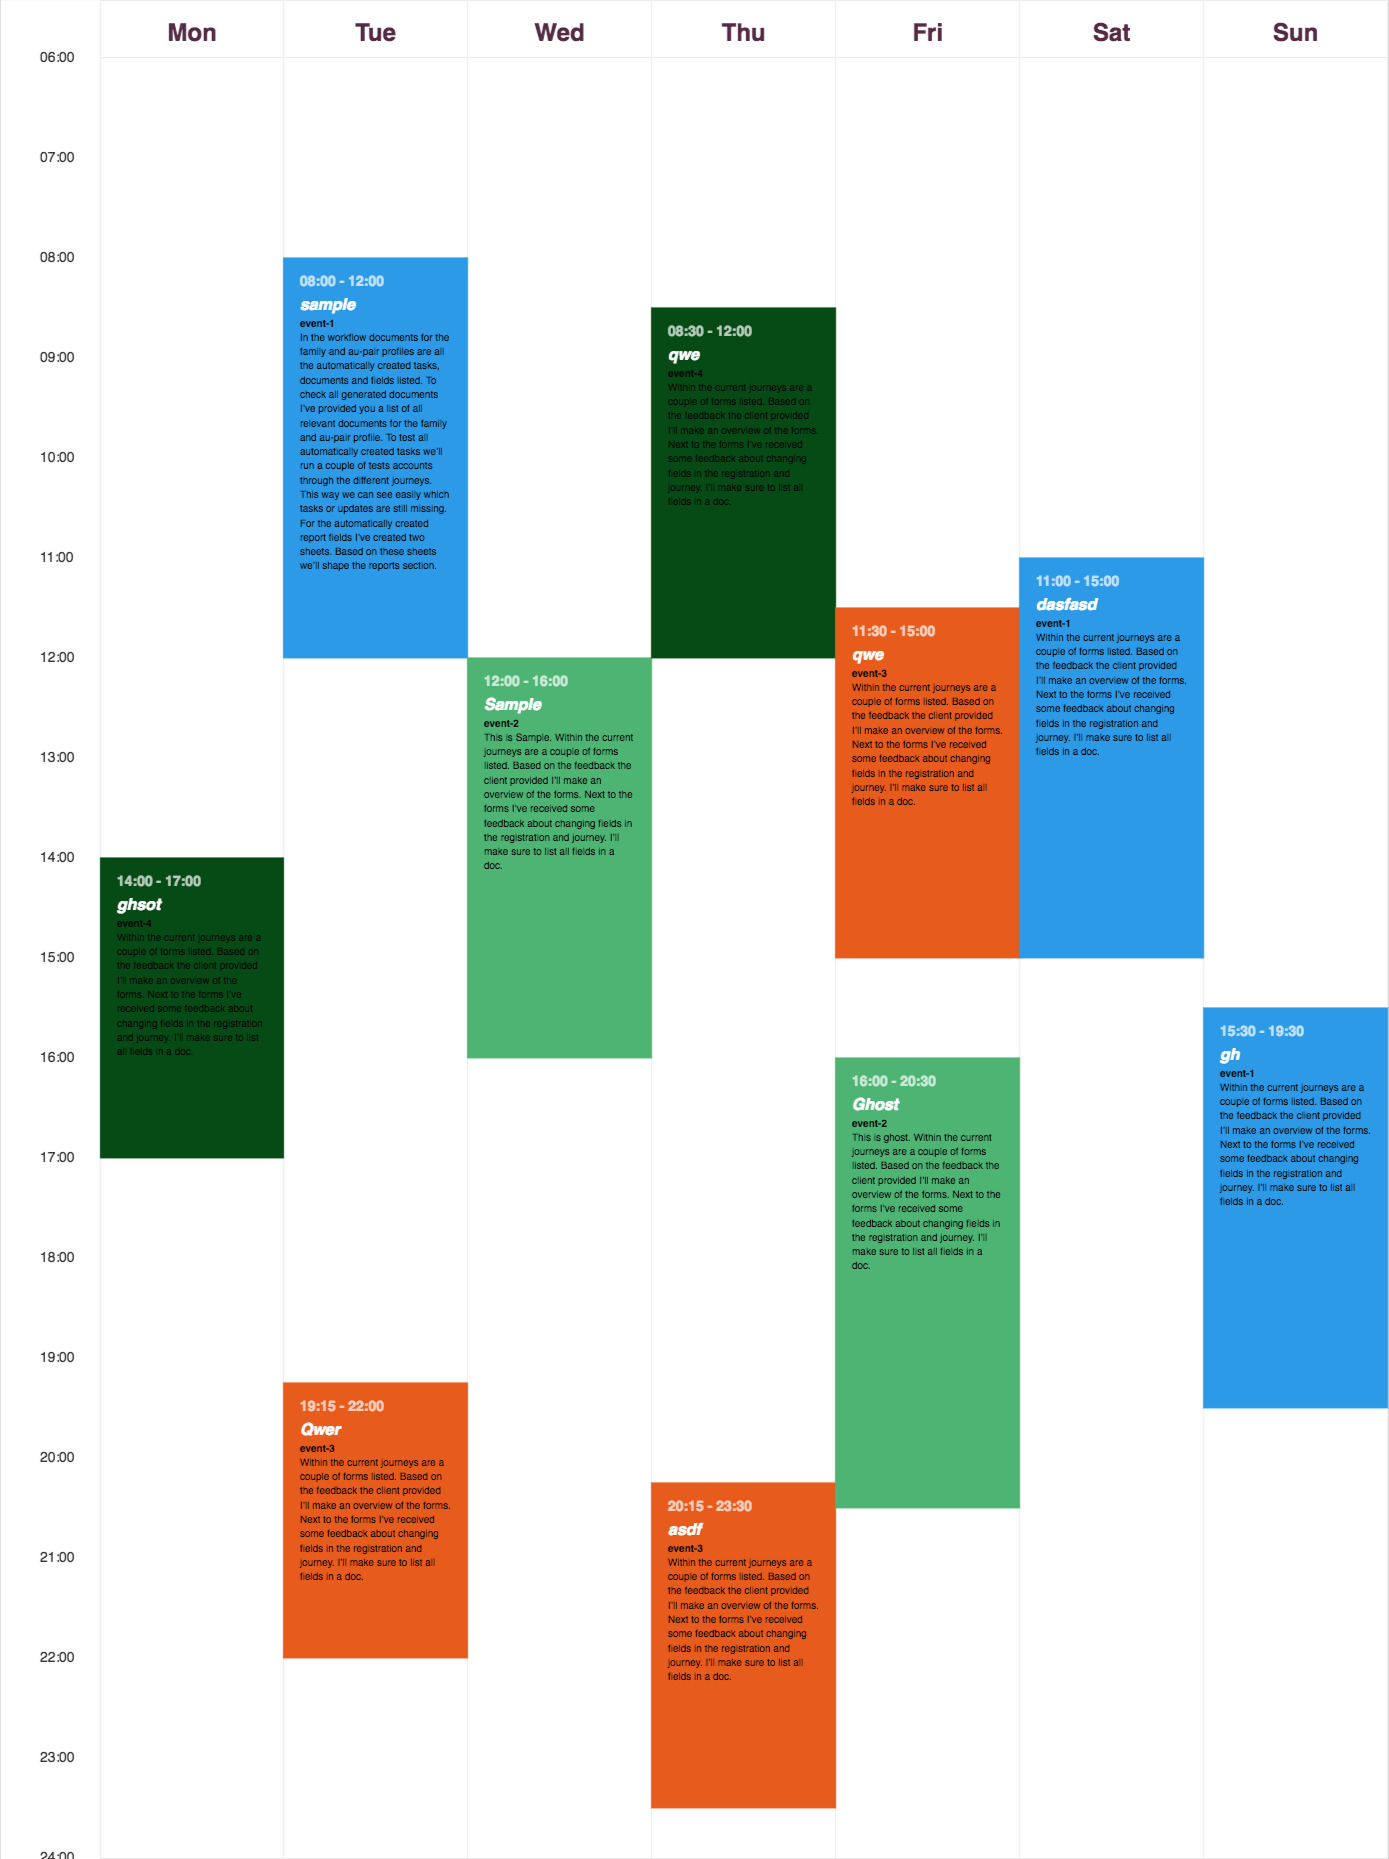 Mon
Tue
Wed
Thu
Fri
Sat
Sun
06:00
07:00
08:00
09:00
10:00
11:00
12:00
13:00
14:00
15:00
16:00
17:00
18:00
19:00
20:00
21:00
22:00
23:00
24:00
14:00 - 17:00
ghsot
event-4
Within the current journeys are a
couple of forms listed. Based on
the feedback the client provided
I'll make an overview of the
forms. Next to the forms I've
received some feedback about
changing fields in the registration
and journey. I'll make sure to list
all fields in a doc.
08:00 - 12:00
sample
event-1
In the workflow documents for the
family and au-pair profiles are all
the automatically created tasks,
documents and fields listed. To
check all generated documents
I've provided you a list of all
relevant documents for the family
and au-pair profile. To test all
automatically created tasks we'll
run a couple of tests accounts
through the different journeys.
This way we can see easily which
tasks or updates are still missing.
For the automatically created
report fields I've created two
sheets. Based on these sheets
we'll shape the reports section.
19:15 - 22:00
Qwer
event-3
Within the current journeys are a
couple of forms listed. Based on
the feedback the client provided
I'll make an overview of the forms.
Next to the forms I've received
some feedback about changing
fields in the registration and
journey. I'll make sure to list all
fields in a doc.
12:00 - 16:00
Sample
event-2
This is Sample. Within the current
journeys are a couple of forms
listed. Based on the feedback the
client provided I'll make an
overview of the forms. Next to the
forms I've received some
feedback about changing fields in
the registration and journey. I'll
make sure to list all fields in a
doc.
08:30 - 12:00
qwe
event-4
Within the current journeys are a
couple of forms listed. Based on
the feedback the client provided
I'll make an overview of the forms.
Next to the forms I've received
some feedback about changing
fields in the registration and
journey. I'll make sure to list all
fields in a doc.
20:15 - 23:30
asdf
event-3
Within the current journeys are a
couple of forms listed. Based on
the feedback the client provided
I'll make an overview of the forms.
Next to the forms I've received
some feedback about changing
fields in the registration and
journey. I'll make sure to list all
fields in a doc.
11:30 - 15:00
qwe
event-3
Within the current journeys are a
couple of forms listed. Based on
the feedback the client provided
I'll make an overview of the forms.
Next to the forms I've received
some feedback about changing
fields in the registration and
journey. I'll make sure to list all
fields in a doc.
16:00 - 20:30
Ghost
event-2
This is ghost. Within the current
journeys are a couple of forms
listed. Based on the feedback the
client provided I'll make an
overview of the forms. Next to the
forms I've received some
feedback about changing fields in
the registration and journey. I'll
make sure to list all fields in a
doc.
11:00 - 15:00
dasfasd
event-1
Within the current journeys are a
couple of forms listed. Based on
the feedback the client provided
I'll make an overview of the forms.
Next to the forms I've received
some feedback about changing
fields in the registration and
journey. I'll make sure to list all
fields in a doc.
15:30 - 19:30
gh
event-1
Within the current journeys are a
couple of forms listed. Based on
the feedback the client provided
I'll make an overview of the forms.
Next to the forms I've received
some feedback about changing
fields in the registration and
journey. I'll make sure to list all
fields in a doc.